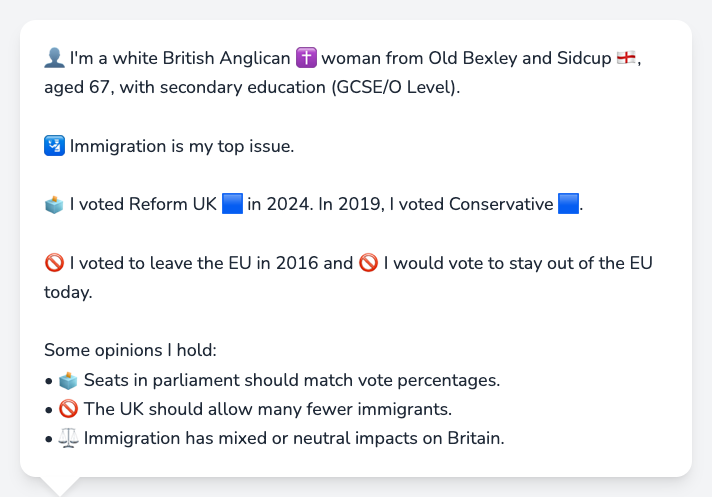 👤 I'm a white British Anglican ✝️ woman from Old Bexley and Sidcup 🏴󠁧󠁢󠁥󠁮󠁧󠁿,
aged 67, with secondary education (GCSE/O Level).
🛂 Immigration is my top issue.
🗳️ I voted Reform UK 🟦 in 2024. In 2019, I voted Conservative 🟦.
🚫 I voted to leave the EU in 2016 and 🚫 I would vote to stay out of the EU
today.
Some opinions I hold:
• 🗳️ Seats in parliament should match vote percentages.
• 🚫 The UK should allow many fewer immigrants.
• ⚖️ Immigration has mixed or neutral impacts on Britain.